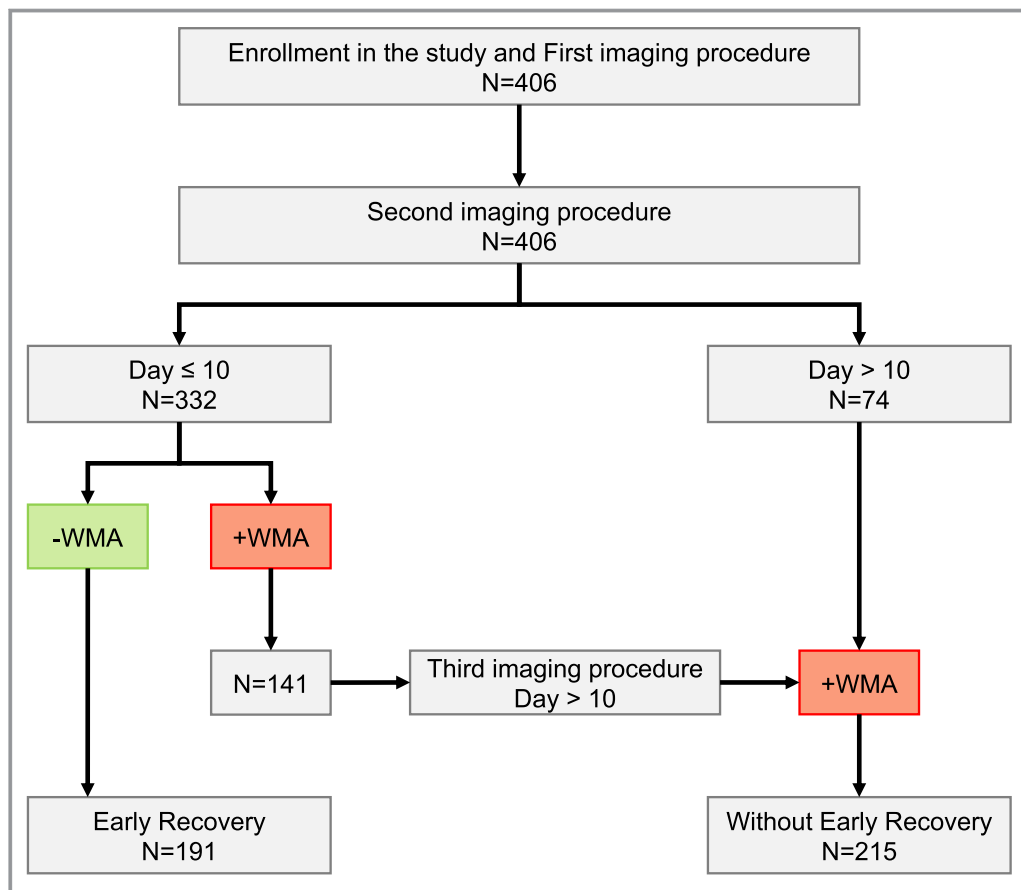 Enrollment in the study and First imaging procedure
N=406
Second imaging procedure
N=406
Day ≤ 10
N=332
Day > 10
N=74
-WMA
+WMA
N=141
Third imaging procedure
Day > 10
+WMA
Early Recovery
N=191
Without Early Recovery
N=215